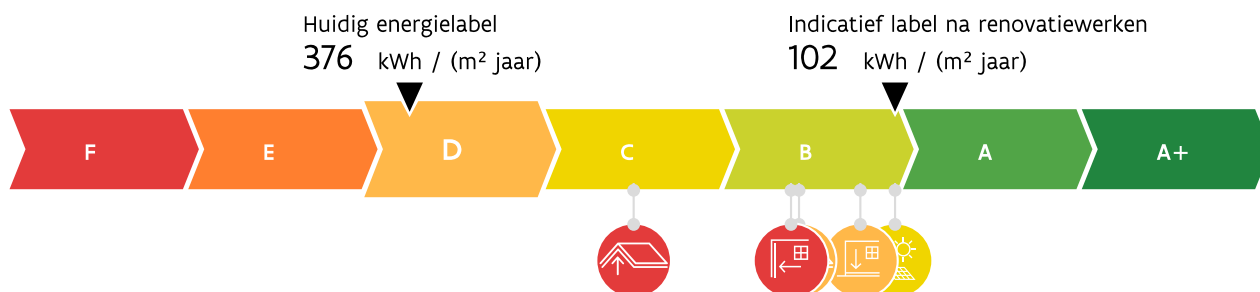 Huidig energielabel
376 kWh / (m² jaar)
Indicatief label na renovatiewerken
102 kWh / (m² jaar)
F E D C B A A+